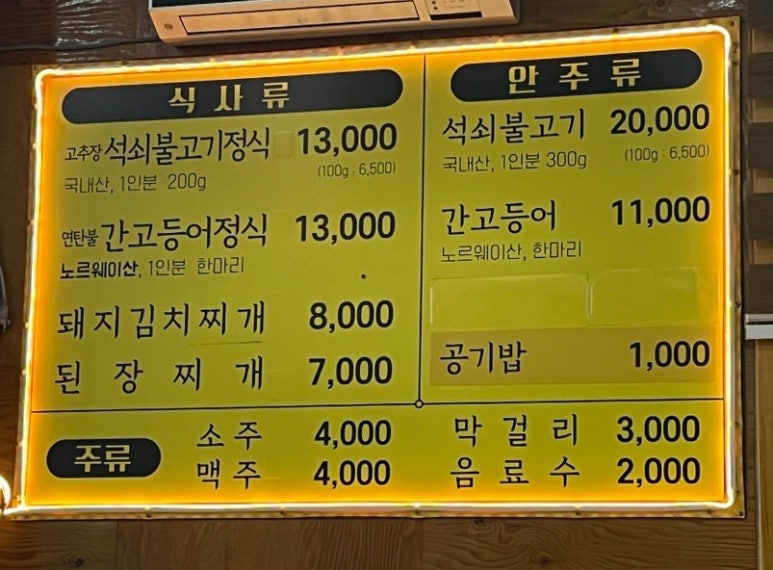 식사류
고추장 석쇠불고기정식 13,000
국내산, 1인분 200g (100g : 6,500)
연탄불 간고등어정식 13,000
노르웨이산, 1인분 한마리
돼지김치찌개 8,000
된장찌개 7,000
안주류
석쇠불고기 20,000
국내산, 1인분 300g (100g : 6,500)
간고등어 11,000
노르웨이산, 한마리
공기밥 1,000
주류
소주 4,000
맥주 4,000
막걸리 3,000
음료수 2,000